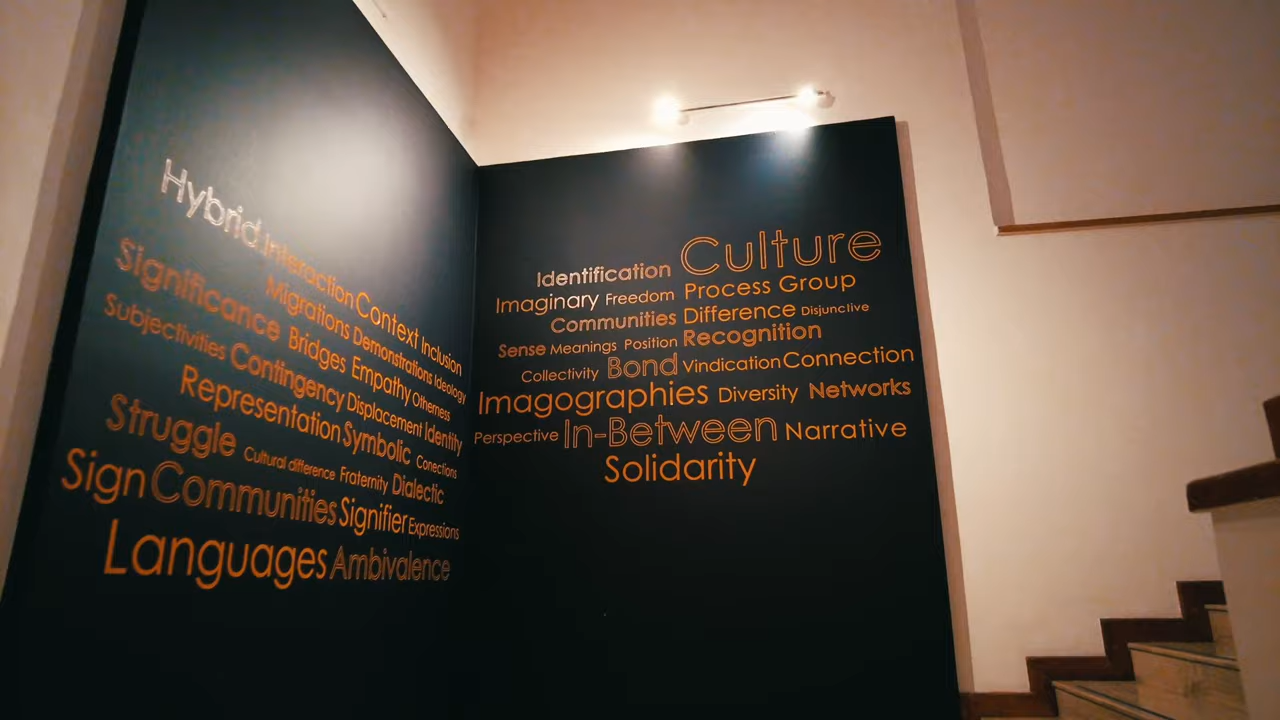 Hybrid Interaction Context Inclusion
Migrations Demonstrations Ideology
Significance Bridges Empathy Otherness
Subjectivities Contingency Displacement Identity
Representation Symbolic Conections
Struggle Cultural difference Fraternity Dialectic
Sign Communities Signifier Expressions
Languages Ambivalence
Identification Culture
Imaginary Freedom Process Group
Communities Difference Disjunctive
Sense Meanings Position Recognition
Collectivity Bond Vindication Connection
Imagographies Diversity Networks
Perspective In-Between Narrative
Solidarity